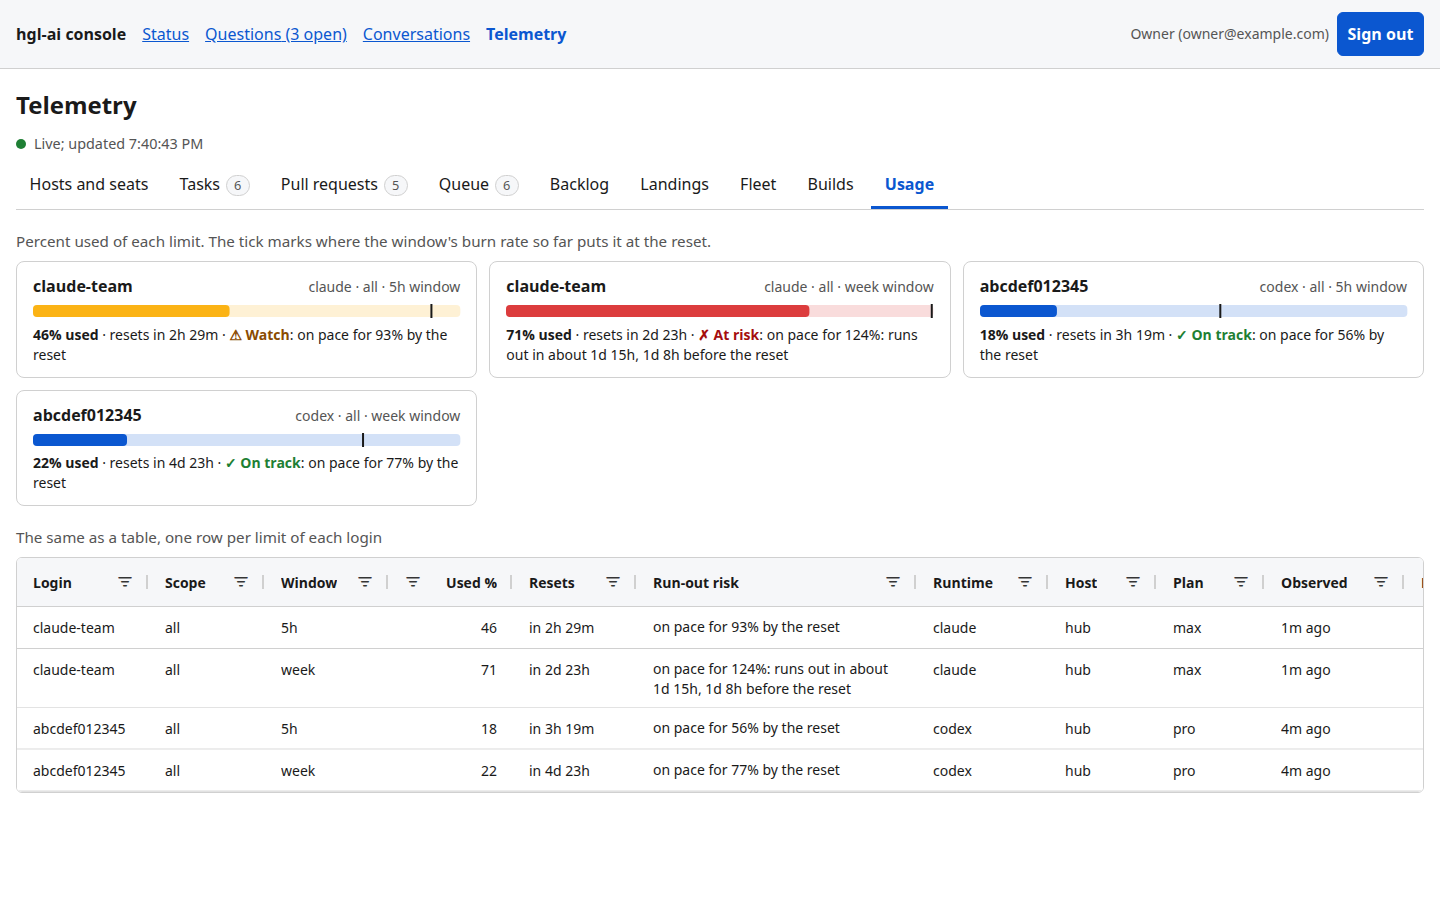 hgl-ai console Status Questions (3 open) Conversations Telemetry Owner (owner@example.com) Sign out
Telemetry
Live; updated 7:40:43 PM
Hosts and seats Tasks 6 Pull requests 5 Queue 6 Backlog Landings Fleet Builds Usage
Percent used of each limit. The tick marks where the window's burn rate so far puts it at the reset.
claude-team claude · all · 5h window
46% used · resets in 2h 29m · ⚠ Watch: on pace for 93% by the
reset
claude-team claude · all · week window
71% used · resets in 2d 23h · ✗ At risk: on pace for 124%: runs
out in about 1d 15h, 1d 8h before the reset
abcdef012345 codex · all · 5h window
18% used · resets in 3h 19m · ✓ On track: on pace for 56% by
the reset
abcdef012345 codex · all · week window
22% used · resets in 4d 23h · ✓ On track: on pace for 77% by the
reset
The same as a table, one row per limit of each login
Login Scope Window Used % Resets Run-out risk Runtime Host Plan Observed
claude-team all 5h 46 in 2h 29m on pace for 93% by the reset claude hub max 1m ago
claude-team all week 71 in 2d 23h on pace for 124%: runs out in about claude hub max 1m ago
1d 15h, 1d 8h before the reset
abcdef012345 all 5h 18 in 3h 19m on pace for 56% by the reset codex hub pro 4m ago
abcdef012345 all week 22 in 4d 23h on pace for 77% by the reset codex hub pro 4m ago